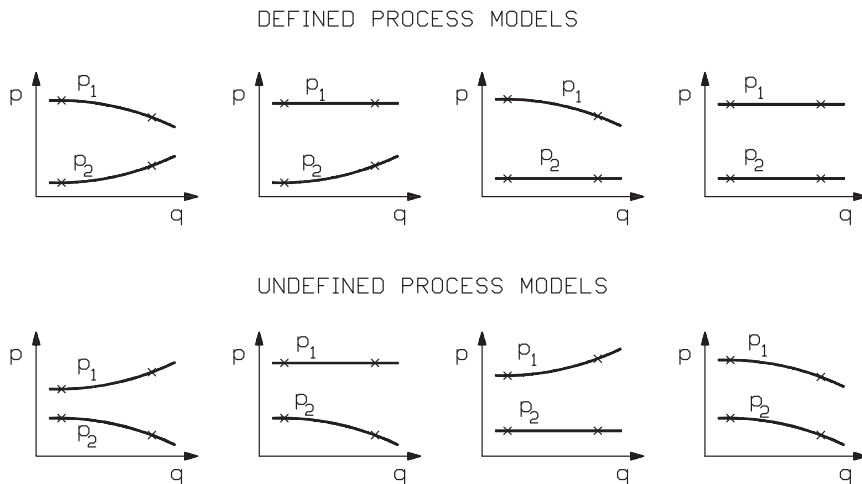 DEFINED PROCESS MODELS
p p₁ p₂ q
p p₁ p₂ q
p p₁ p₂ q
p p₁ p₂ q
UNDEFINED PROCESS MODELS
p p₁ p₂ q
p p₁ p₂ q
p p₁ p₂ q
p p₁ p₂ q